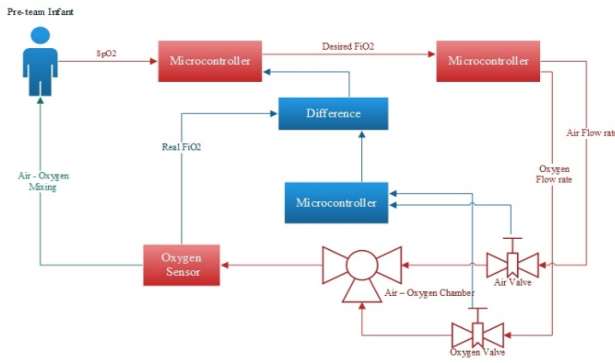 Pre-team Infant
SpO2
Microcontroller
Desired FiO2
Microcontroller
Difference
Air Flow rate
Real FiO2
Oxygen
Flow rate
Air - Oxygen
Mixing
Microcontroller
Oxygen
Sensor
Air – Oxygen Chamber
Air Valve
Oxygen Valve